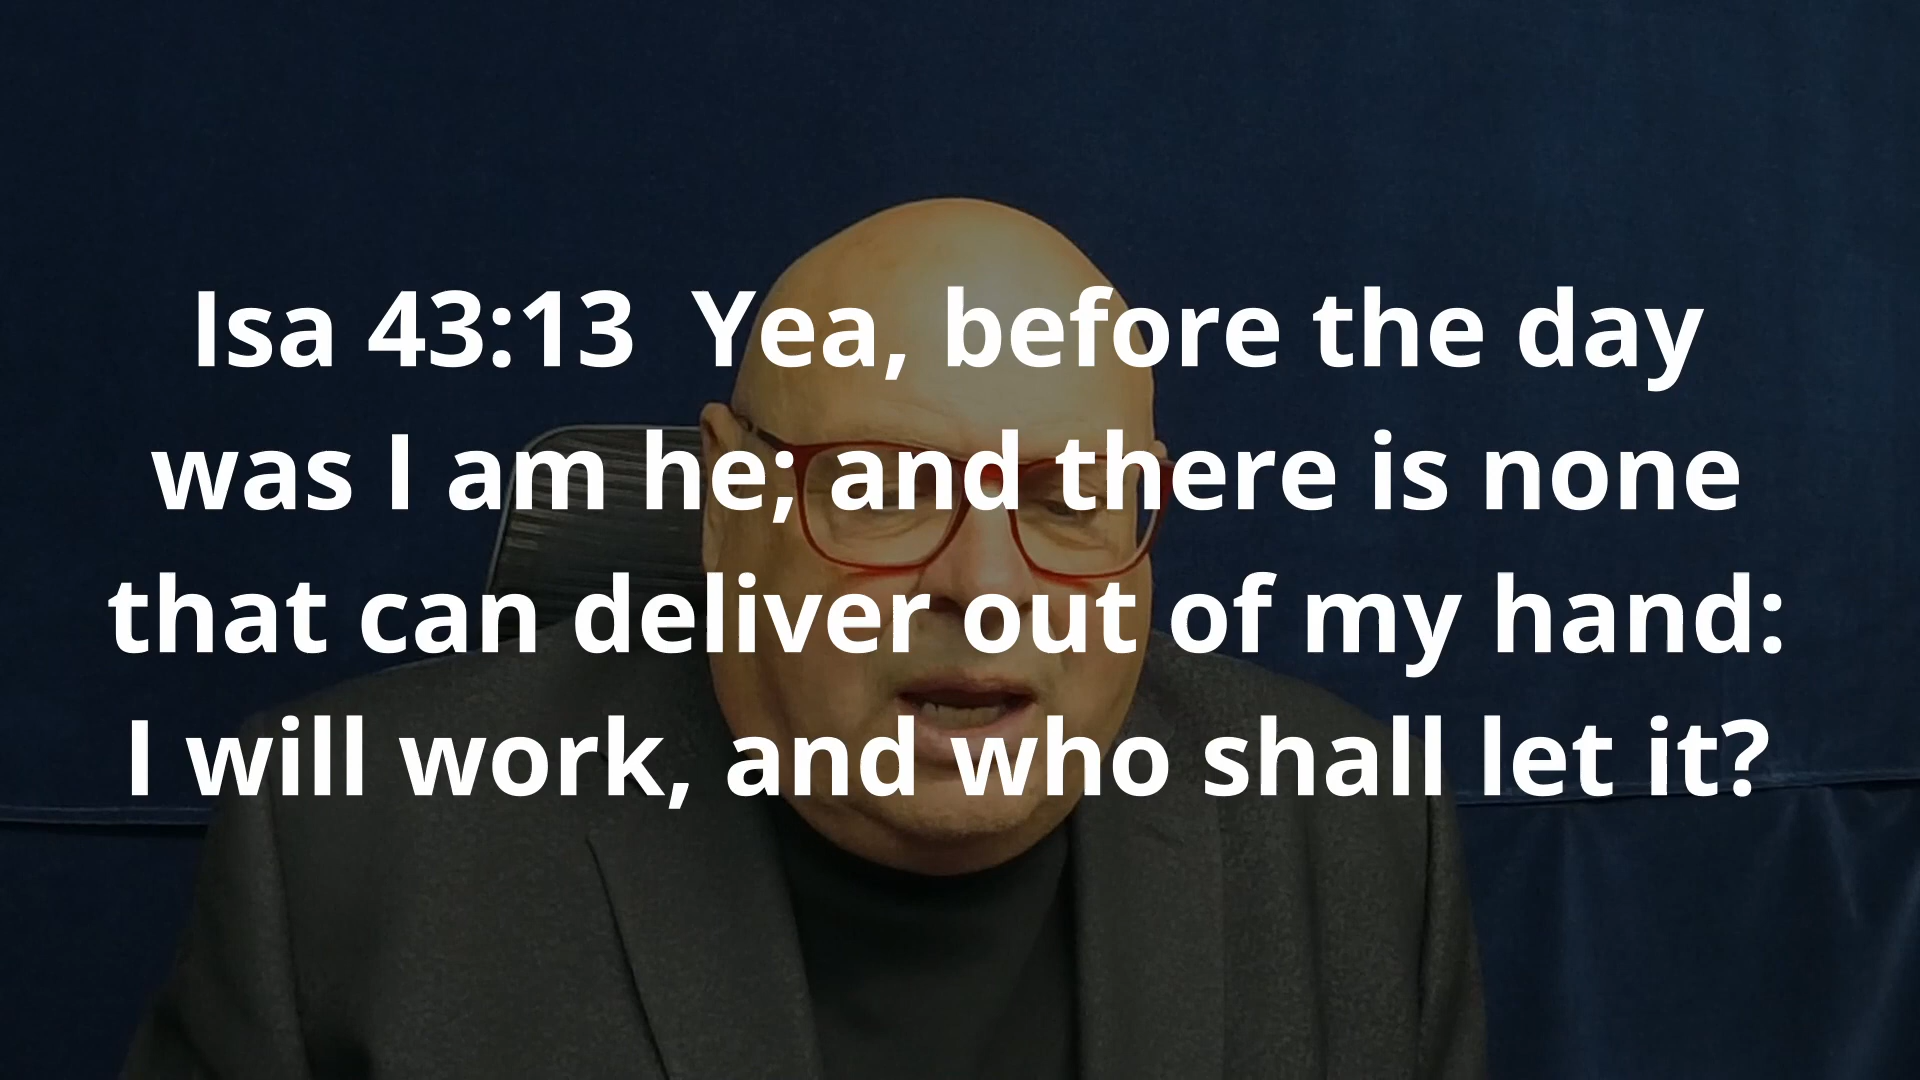 Isa 43:13  Yea, before the day
was I am he; and there is none
that can deliver out of my hand:
I will work, and who shall let it?